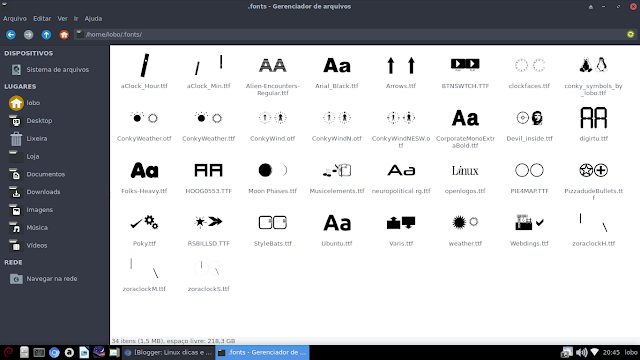 .fonts - Gerenciador de arquivos
Arquivo Editar Ver Ir Ajuda
/home/lobo/.fonts/
DISPOSITIVOS
Sistema de arquivos
LUGARES
lobo
Desktop
Lixeira
Loja
Documentos
Downloads
Imagens
Música
Vídeos
REDE
Navegar na rede
AA Aa
aClock_Hour.ttf aClock_Min.ttf Alien-Encounters-Regular.ttf Arial_Black.ttf Arrows.ttf BTNSWTCH.TTF clockfaces.ttf conky_symbols_by_lobo.ttf
Aa AA
ConkyWeather.otf ConkyWeather.ttf ConkyWind.otf ConkyWindN.otf ConkyWindNESW.otf CorporateMonoExtraBold.ttf Devil_inside.ttf digirtu.ttf
Aa AA Aa Linux
Folks-Heavy.ttf HOOG0553.TTF Moon Phases.ttf Musicelements.ttf neuropolitical rg.ttf openlogos.ttf PIE4MAP.TTF PizzadudeBullets.ttf
Aa
Poky.ttf RSBILLSD.TTF StyleBats.ttf Ubuntu.ttf Varis.ttf weather.ttf Webdings.ttf zoraclockH.ttf
zoraclockM.ttf zoraclockS.ttf
34 itens (1,5 MB), espaço livre: 218,3 GB
[Blogger: Linux dicas e ... .fonts - Gerenciador de ... 20:45 lobo